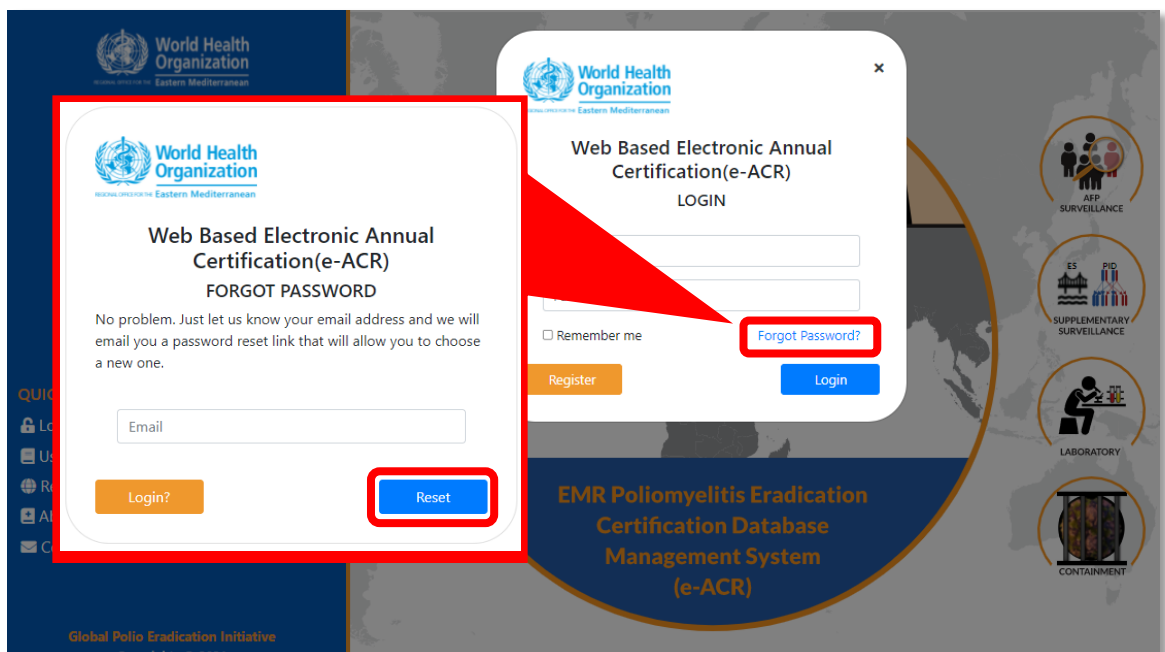 World Health
Organization
Eastern Mediterranean
World Health
Organization
REGIONAL OFFICE FOR THE Eastern Mediterranean
Web Based Electronic Annual
Certification(e-ACR)
FORGOT PASSWORD
No problem. Just let us know your email address and we will
email you a password reset link that will allow you to choose
a new one.
Email
Login?
Reset
World Health
Organization
Eastern Mediterranean
×
Web Based Electronic Annual
Certification(e-ACR)
LOGIN
Remember me
Forgot Password?
Register
Login
EMR Poliomyelitis Eradication
Certification Database
Management System
(e-ACR)
AFP
SURVEILLANCE
ES PID
SUPPLEMENTARY
SURVEILLANCE
LABORATORY
CONTAINMENT
Global Polio Eradication Initiative